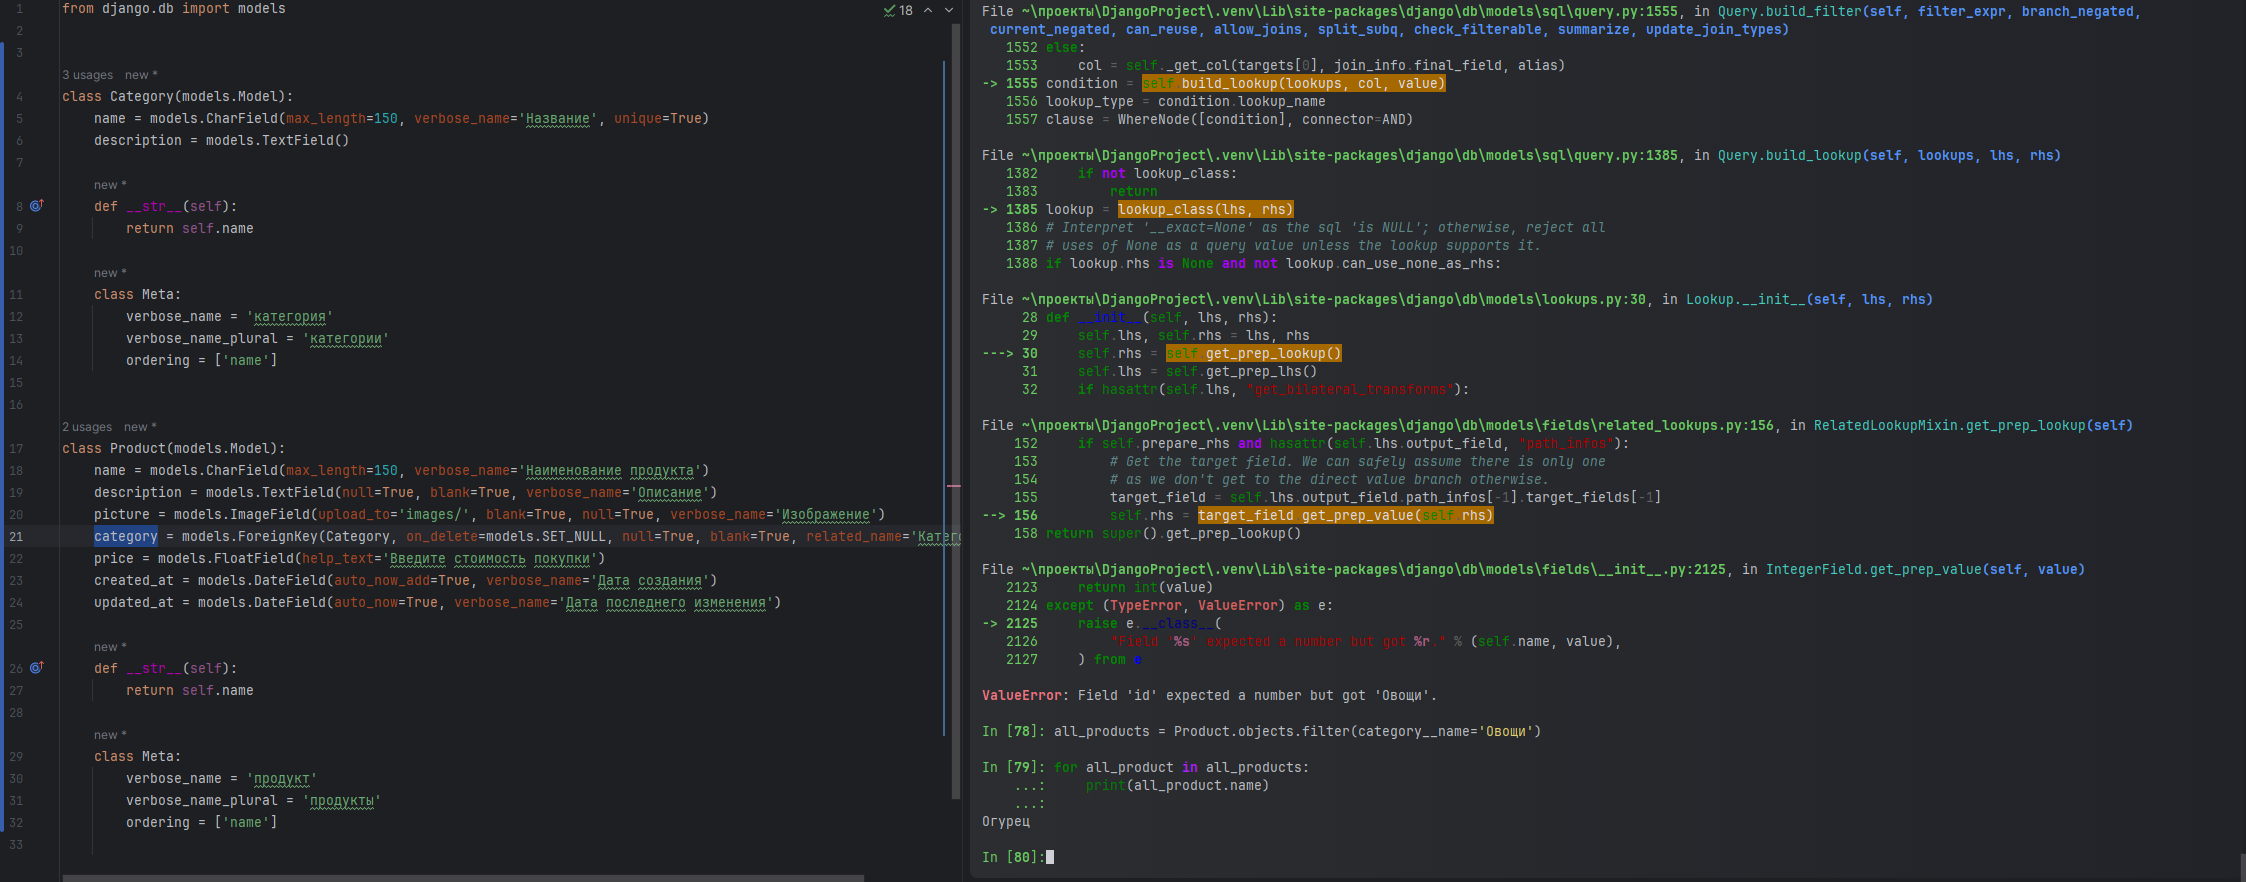 1 from django.db import models
2
3
3 usages new *
4 class Category(models.Model):
5 name = models.CharField(max_length=150, verbose_name='Название', unique=True)
6 description = models.TextField()
7
new *
8 def __str__(self):
9 return self.name
10
new *
11 class Meta:
12 verbose_name = 'категория'
13 verbose_name_plural = 'категории'
14 ordering = ['name']
15
16
2 usages new *
17 class Product(models.Model):
18 name = models.CharField(max_length=150, verbose_name='Наименование продукта')
19 description = models.TextField(null=True, blank=True, verbose_name='Описание')
20 picture = models.ImageField(upload_to='images/', blank=True, null=True, verbose_name='Изображение')
21 category = models.ForeignKey(Category, on_delete=models.SET_NULL, null=True, blank=True, related_name='Катего
22 price = models.FloatField(help_text='Введите стоимость покупки')
23 created_at = models.DateField(auto_now_add=True, verbose_name='Дата создания')
24 updated_at = models.DateField(auto_now=True, verbose_name='Дата последнего изменения')
25
new *
26 def __str__(self):
27 return self.name
28
new *
29 class Meta:
30 verbose_name = 'продукт'
31 verbose_name_plural = 'продукты'
32 ordering = ['name']
33
18
File ~\проекты\DjangoProject\.venv\Lib\site-packages\django\db\models\sql\query.py:1555, in Query.build_filter(self, filter_expr, branch_negated,
current_negated, can_reuse, allow_joins, split_subq, check_filterable, summarize, update_join_types)
1552 else:
1553 col = self._get_col(targets[0], join_info.final_field, alias)
-> 1555 condition = self.build_lookup(lookups, col, value)
1556 lookup_type = condition.lookup_name
1557 clause = WhereNode([condition], connector=AND)
File ~\проекты\DjangoProject\.venv\Lib\site-packages\django\db\models\sql\query.py:1385, in Query.build_lookup(self, lookups, lhs, rhs)
1382 if not lookup_class:
1383 return
-> 1385 lookup = lookup_class(lhs, rhs)
1386 # Interpret '__exact=None' as the sql 'is NULL'; otherwise, reject all
1387 # uses of None as a query value unless the lookup supports it.
1388 if lookup.rhs is None and not lookup.can_use_none_as_rhs:
File ~\проекты\DjangoProject\.venv\Lib\site-packages\django\db\models\lookups.py:30, in Lookup.__init__(self, lhs, rhs)
28 def __init__(self, lhs, rhs):
29 self.lhs, self.rhs = lhs, rhs
---> 30 self.rhs = self.get_prep_lookup()
31 self.lhs = self.get_prep_lhs()
32 if hasattr(self.lhs, "get_bilateral_transforms"):
File ~\проекты\DjangoProject\.venv\Lib\site-packages\django\db\models\fields\related_lookups.py:156, in RelatedLookupMixin.get_prep_lookup(self)
152 if self.prepare_rhs and hasattr(self.lhs.output_field, "path_infos"):
153 # Get the target field. We can safely assume there is only one
154 # as we don't get to the direct value branch otherwise.
155 target_field = self.lhs.output_field.path_infos[-1].target_fields[-1]
--> 156 self.rhs = target_field.get_prep_value(self.rhs)
158 return super().get_prep_lookup()
File ~\проекты\DjangoProject\.venv\Lib\site-packages\django\db\models\fields\__init__.py:2125, in IntegerField.get_prep_value(self, value)
2123 return int(value)
2124 except (TypeError, ValueError) as e:
-> 2125 raise e.__class__(
2126 "Field '%s' expected a number but got %r." % (self.name, value),
2127 ) from e
ValueError: Field 'id' expected a number but got 'Овощи'.
In [78]: all_products = Product.objects.filter(category__name='Овощи')
In [79]: for all_product in all_products:
...: print(all_product.name)
...:
Огурец
In [80]: